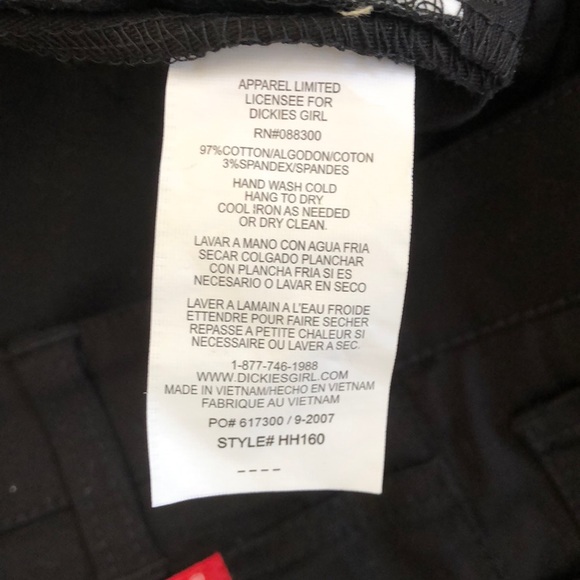 APPAREL LIMITED
LICENSEE FOR
DICKIES GIRL
RN#088300
97%COTTON/ALGODON/COTON
3%SPANDEX/SPANDES
HAND WASH COLD
HANG TO DRY
COOL IRON AS NEEDED
OR DRY CLEAN.
LAVAR A MANO CON AGUA FRIA
SECAR COLGADO PLANCHAR
CON PLANCHA FRIA SI ES
NECESARIO O LAVAR EN SECO
LAVER A LAMAIN A L'EAU FROIDE
ETTENDRE POUR FAIRE SECHER
REPASSE A PETITE CHALEUR SI
NECESSAIRE OU LAVER A SEC.
1-877-746-1988
WWW.DICKIESGIRL.COM
MADE IN VIETNAM/HECHO EN VIETNAM
FABRIQUE AU VIETNAM
PO# 617300 / 9-2007
STYLE# HH160
----